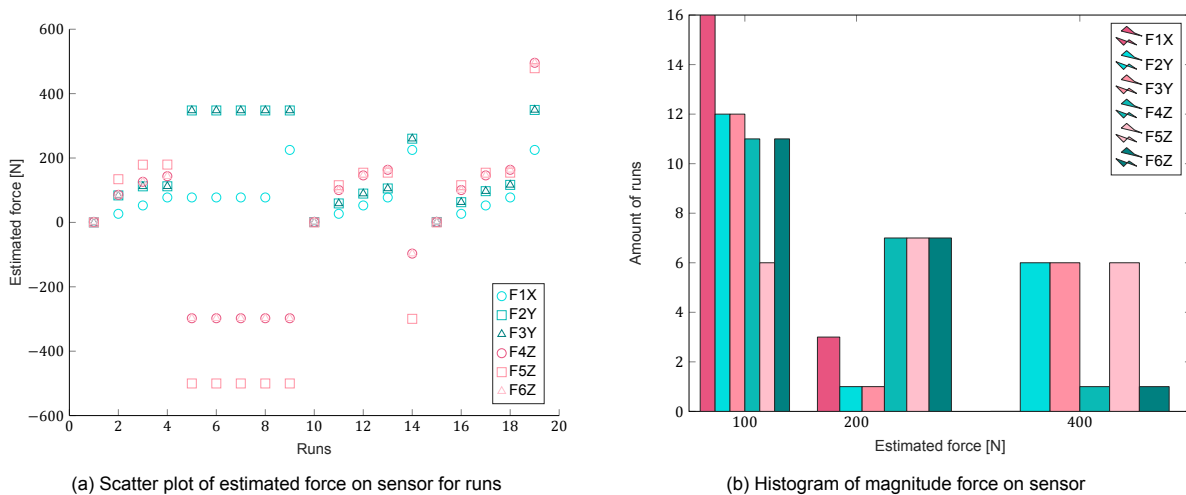 600
400
200
0
−200
−400
−600
Estimated force [N]
0 2 4 6 8 10 12 14 16 18 20
Runs
F1X
F2Y
F3Y
F4Z
F5Z
F6Z
(a) Scatter plot of estimated force on sensor for runs
16
14
12
10
8
6
4
2
0
Amount of runs
100 200 400
Estimated force [N]
F1X
F2Y
F3Y
F4Z
F5Z
F6Z
(b) Histogram of magnitude force on sensor